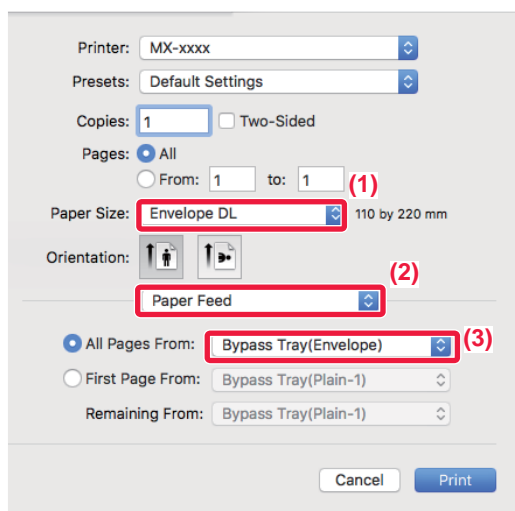 Printer: MX-xxxx
Presets: Default Settings
Copies: 1 Two-Sided
Pages: All
From: 1 to: 1
(1)
Paper Size: Envelope DL 110 by 220 mm
Orientation:
(2)
Paper Feed
All Pages From: Bypass Tray(Envelope) (3)
First Page From: Bypass Tray(Plain-1)
Remaining From: Bypass Tray(Plain-1)
Cancel Print